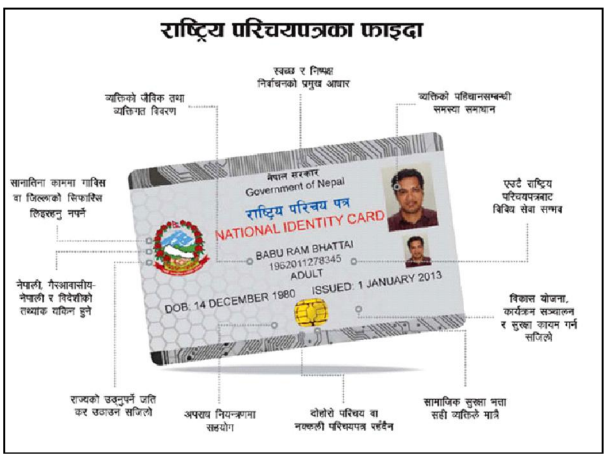 राष्ट्रिय परिचयपत्रका फाइदा
स्वच्छ र निष्पक्ष
निर्वाचनको प्रमुख आधार
व्यक्तिको जैविक तथा
व्यक्तिगत विवरण
व्यक्तिको पहिचानसम्बन्धी
समस्या समाधान
सानातिना काममा गाविस
वा जिल्लाको सिफारिस
लिइरहनु नपर्ने
एउटै राष्ट्रिय
परिचयपत्रबाट
बिबिध सेवा सम्भव
नेपाल सरकार
Government of Nepal
राष्ट्रिय परिचय पत्र
NATIONAL IDENTITY CARD
BABU RAM BHATTAI
1952011278345
ADULT
DOB: 14 DECEMBER 1980 ISSUED: 1 JANUARY 2013
नेपाली, गैरआवासीय-
नेपाली र विदेशीको
तथ्यांक यकिन हुने
विकास योजना,
कार्यक्रम सञ्चालन
र सुरक्षा कायम गर्न
सजिलो
राज्यको उठ्नुपर्ने जति
कर उठाउन सजिलो
अपराध नियन्त्रणमा
सहयोग
दोहोरो परिचय वा
नक्कली परिचयपत्र रहँदैन
सामाजिक सुरक्षा भत्ता
सही व्यक्तिले मात्रै